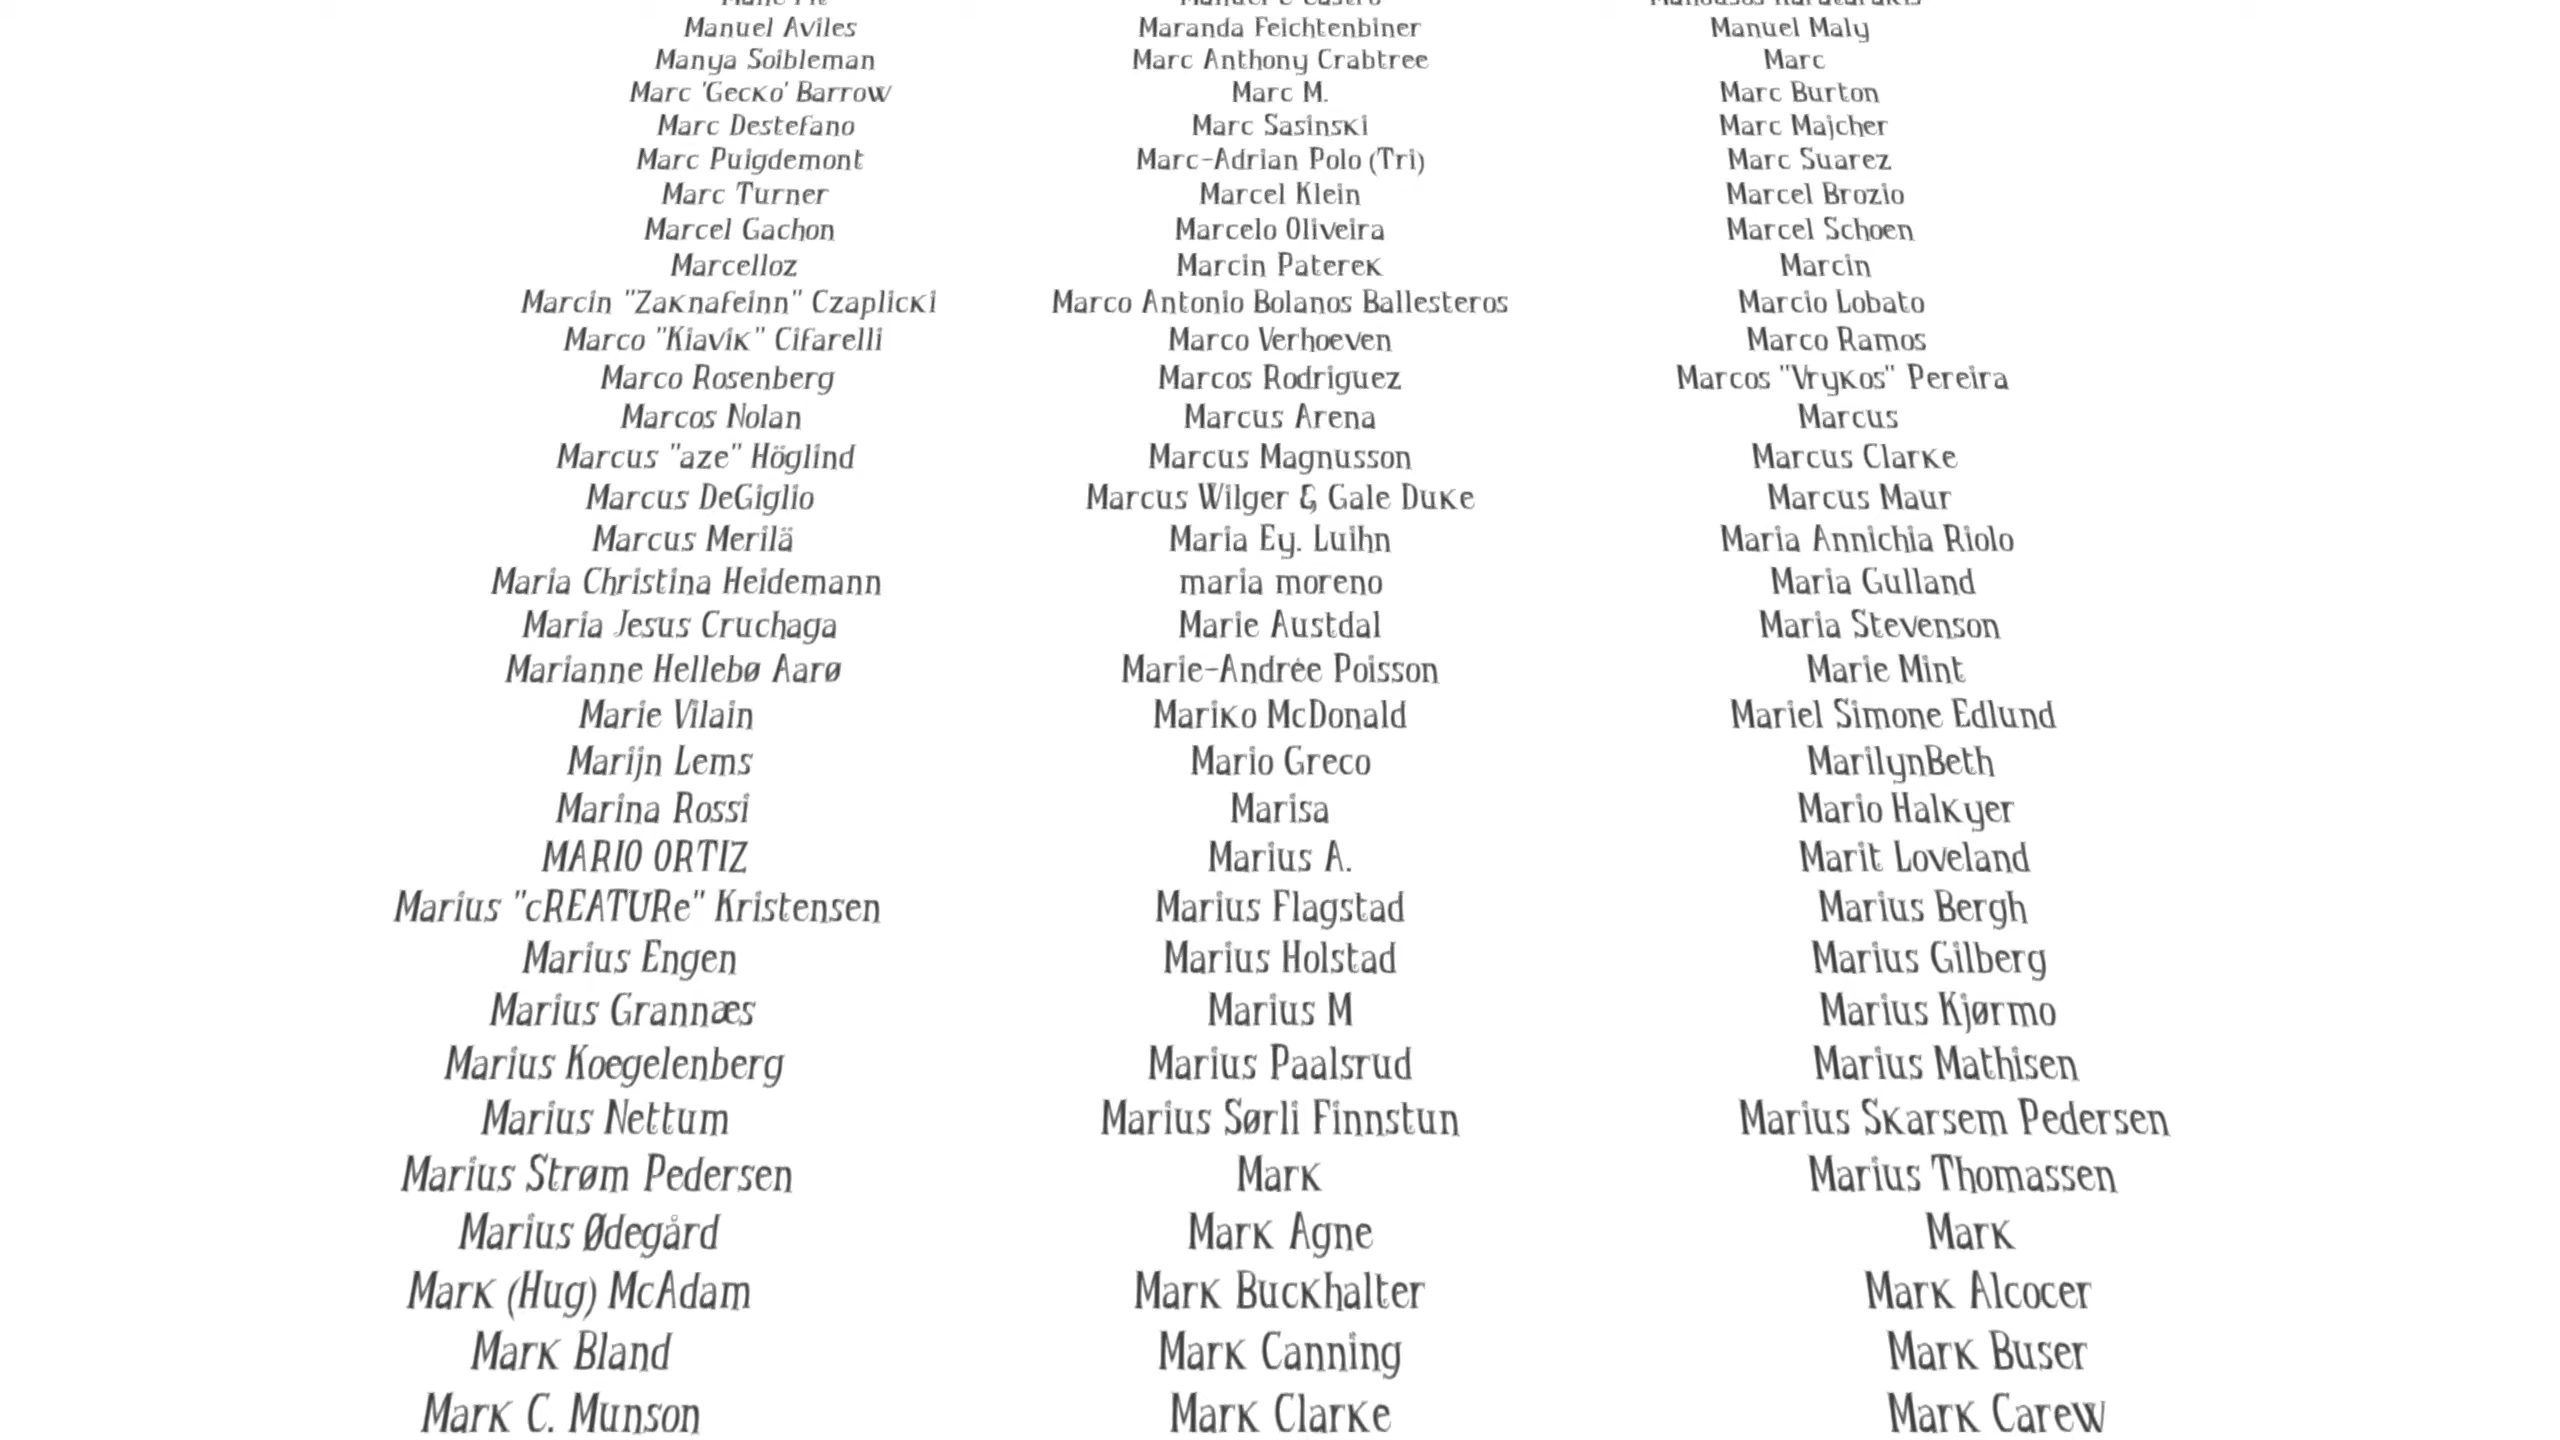 Manuel Aviles Maranda Feichtenbiner Manuel Maly
Manya Soibleman Marc Anthony Crabtree Marc
Marc 'Gecko' Barrow Marc M. Marc Burton
Marc Destefano Marc Sasinski Marc Majcher
Marc Puigdemont Marc-Adrian Polo (Tri) Marc Suarez
Marc Turner Marcel Klein Marcel Brozio
Marcel Gachon Marcelo Oliveira Marcel Schoen
Marcelloz Marcin Paterek Marcin
Marcin "Zaknafeinn" Czaplicki Marco Antonio Bolanos Ballesteros Marcio Lobato
Marco "Kiavik" Cifarelli Marco Verhoeven Marco Ramos
Marco Rosenberg Marcos Rodriguez Marcos "Vrykos" Pereira
Marcos Nolan Marcus Arena Marcus
Marcus "aze" Höglind Marcus Magnusson Marcus Clarke
Marcus DeGiglio Marcus Wilger & Gale Duke Marcus Maur
Marcus Merilä Maria Ey. Luihn Maria Annichia Riolo
Maria Christina Heidemann maria moreno Maria Gulland
Maria Jesus Cruchaga Marie Austdal Maria Stevenson
Marianne Hellebø Aarø Marie-Andrée Poisson Marie Mint
Marie Vilain Mariko McDonald Mariel Simone Edlund
Marijn Lems Mario Greco MarilynBeth
Marina Rossi Marisa Mario Halkyer
MARIO ORTIZ Marius A. Marit Loveland
Marius "cREATURe" Kristensen Marius Flagstad Marius Bergh
Marius Engen Marius Holstad Marius Gilberg
Marius Grannæs Marius M Marius Kjørmo
Marius Koegelenberg Marius Paalsrud Marius Mathisen
Marius Nettum Marius Sørli Finnstun Marius Skarsem Pedersen
Marius Strøm Pedersen Mark Marius Thomassen
Marius Ødegård Mark Agne Mark
Mark (Hug) McAdam Mark Buckhalter Mark Alcocer
Mark Bland Mark Canning Mark Buser
Mark C. Munson Mark Clarke Mark Carew